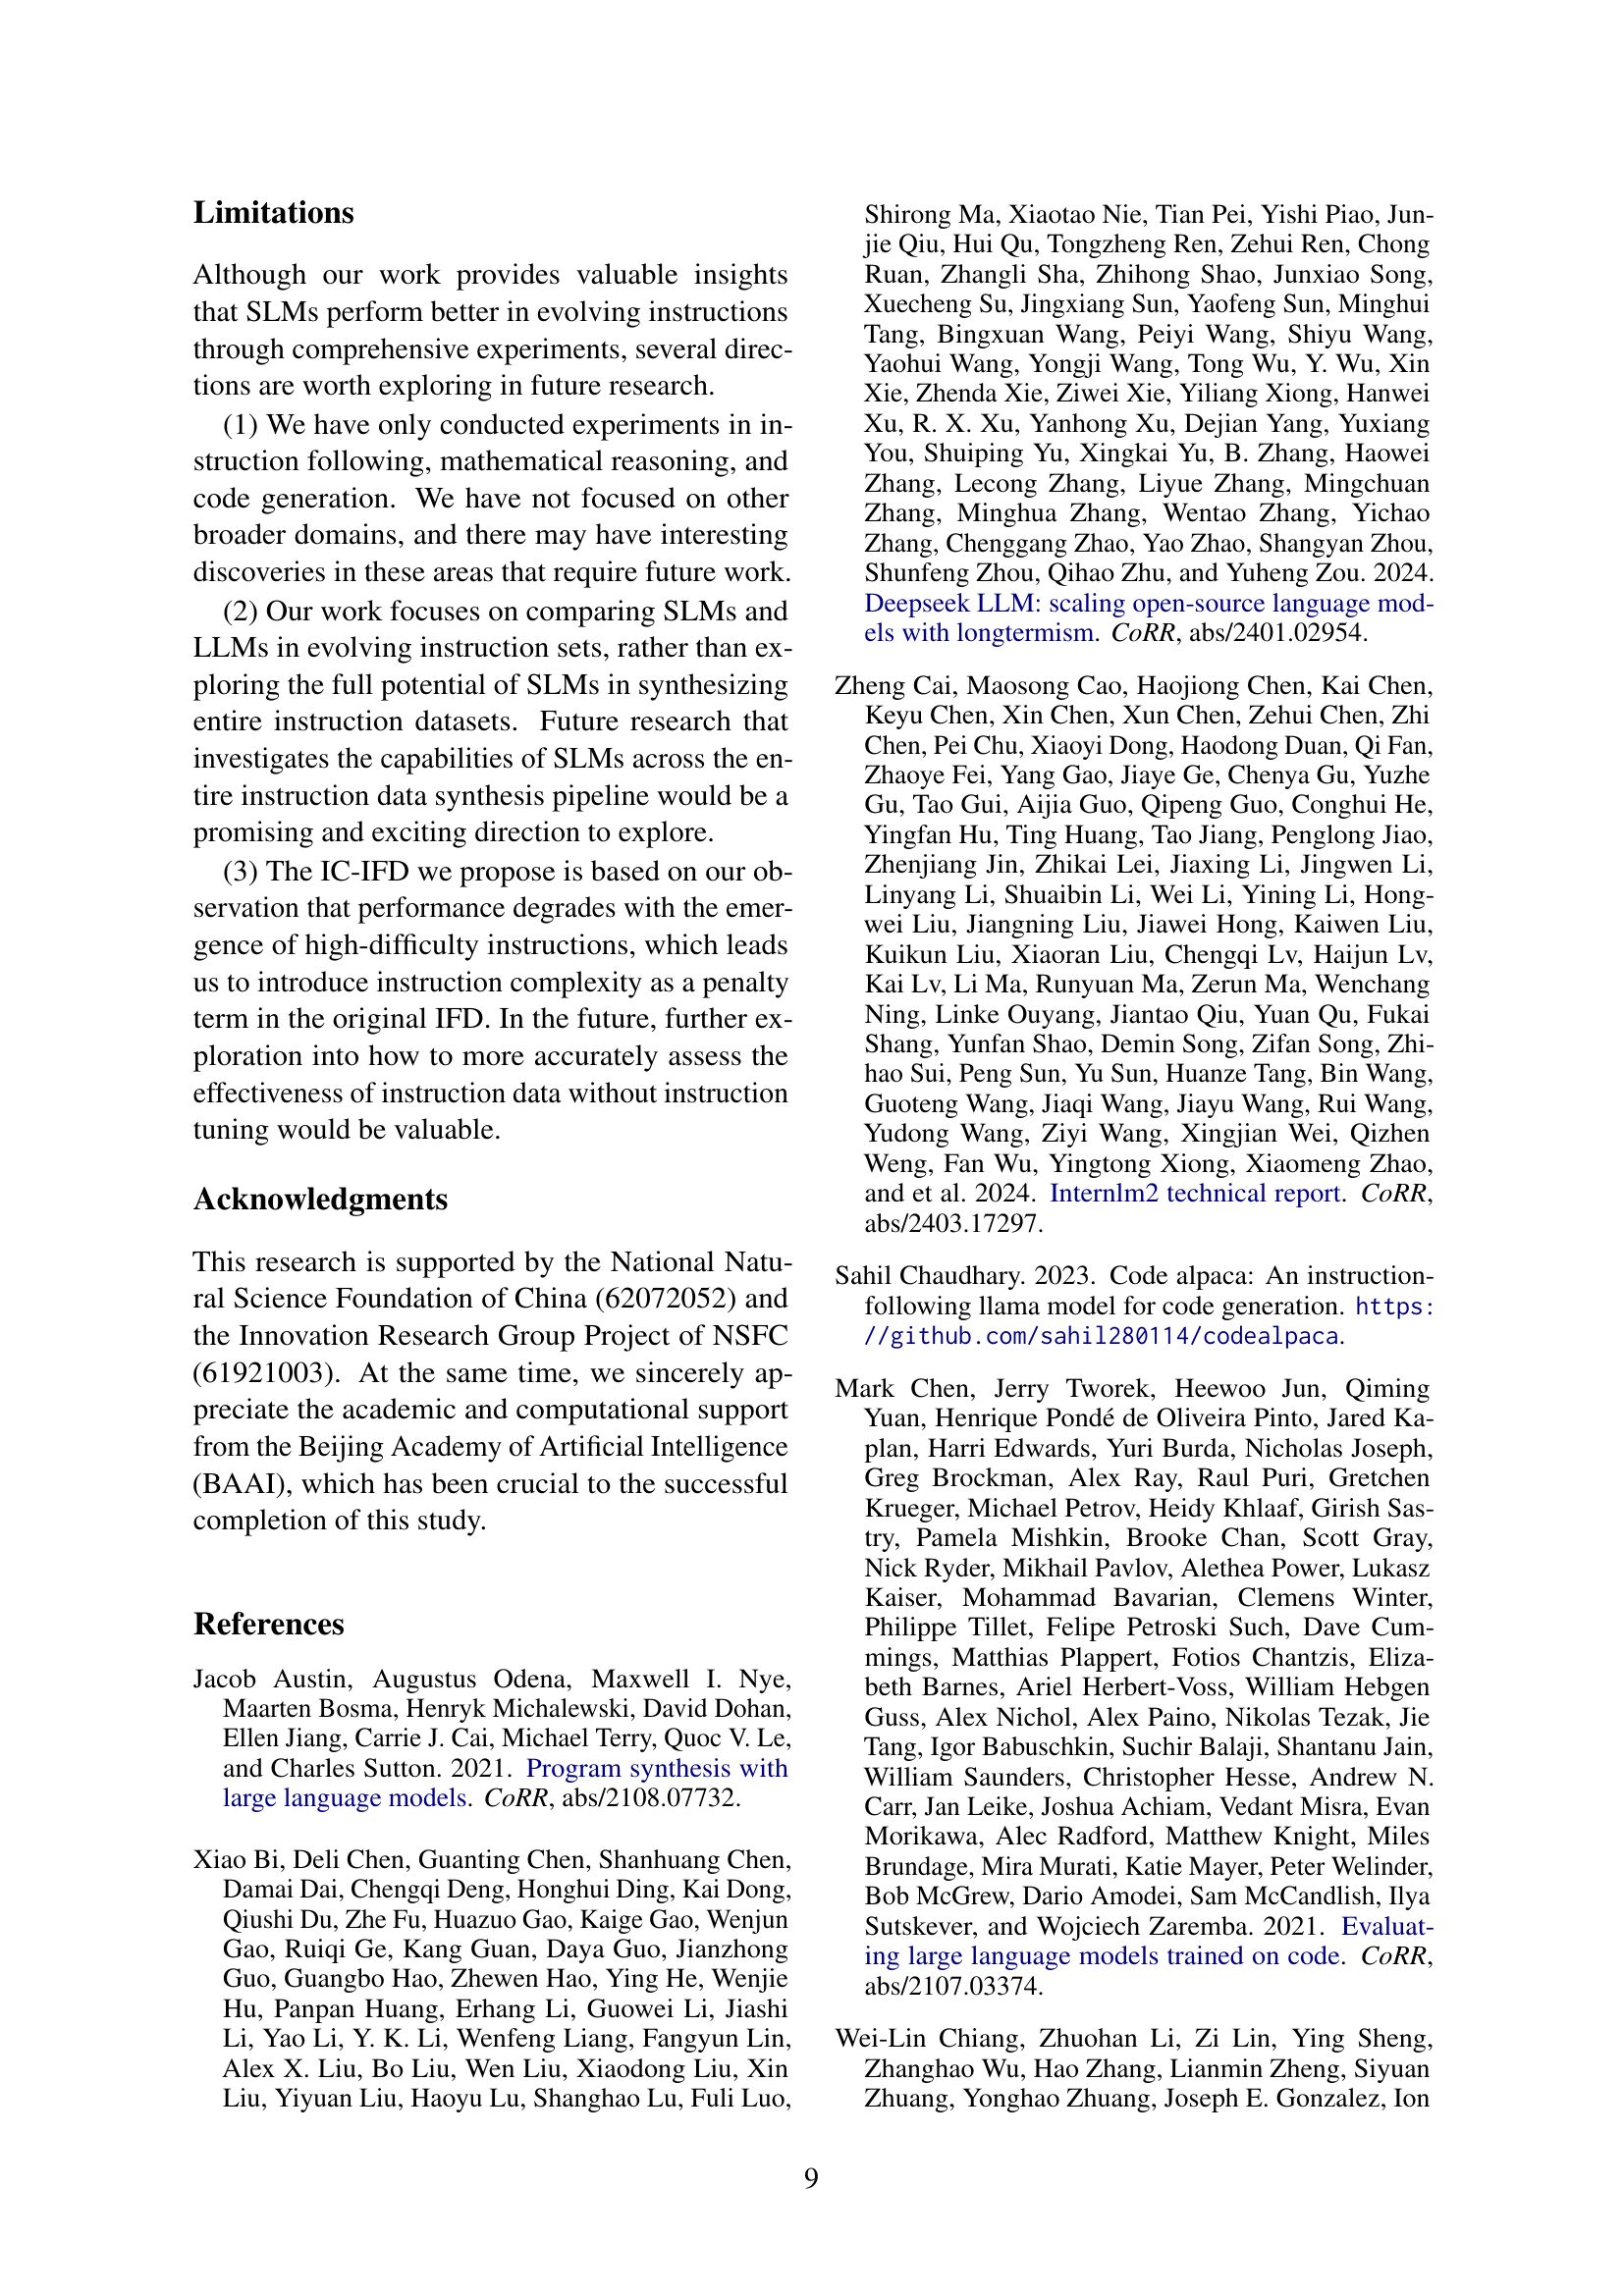 Limitations
Although our work provides valuable insights
that SLMs perform better in evolving instructions
through comprehensive experiments, several direc-
tions are worth exploring in future research.
(1) We have only conducted experiments in in-
struction following, mathematical reasoning, and
code generation. We have not focused on other
broader domains, and there may have interesting
discoveries in these areas that require future work.
(2) Our work focuses on comparing SLMs and
LLMs in evolving instruction sets, rather than ex-
ploring the full potential of SLMs in synthesizing
entire instruction datasets. Future research that
investigates the capabilities of SLMs across the en-
tire instruction data synthesis pipeline would be a
promising and exciting direction to explore.
(3) The IC-IFD we propose is based on our ob-
servation that performance degrades with the emer-
gence of high-difficulty instructions, which leads
us to introduce instruction complexity as a penalty
term in the original IFD. In the future, further ex-
ploration into how to more accurately assess the
effectiveness of instruction data without instruction
tuning would be valuable.
Acknowledgments
This research is supported by the National Natu-
ral Science Foundation of China (62072052) and
the Innovation Research Group Project of NSFC
(61921003). At the same time, we sincerely ap-
preciate the academic and computational support
from the Beijing Academy of Artificial Intelligence
(BAAI), which has been crucial to the successful
completion of this study.
References
Jacob Austin, Augustus Odena, Maxwell I. Nye,
Maarten Bosma, Henryk Michalewski, David Dohan,
Ellen Jiang, Carrie J. Cai, Michael Terry, Quoc V. Le,
and Charles Sutton. 2021. Program synthesis with
large language models. CoRR, abs/2108.07732.
Xiao Bi, Deli Chen, Guanting Chen, Shanhuang Chen,
Damai Dai, Chengqi Deng, Honghui Ding, Kai Dong,
Qiushi Du, Zhe Fu, Huazuo Gao, Kaige Gao, Wenjun
Gao, Ruiqi Ge, Kang Guan, Daya Guo, Jianzhong
Guo, Guangbo Hao, Zhewen Hao, Ying He, Wenjie
Hu, Panpan Huang, Erhang Li, Guowei Li, Jiashi
Li, Yao Li, Y. K. Li, Wenfeng Liang, Fangyun Lin,
Alex X. Liu, Bo Liu, Wen Liu, Xiaodong Liu, Xin
Liu, Yiyuan Liu, Haoyu Lu, Shanghao Lu, Fuli Luo,
Shirong Ma, Xiaotao Nie, Tian Pei, Yishi Piao, Jun-
jie Qiu, Hui Qu, Tongzheng Ren, Zehui Ren, Chong
Ruan, Zhangli Sha, Zhihong Shao, Junxiao Song,
Xuecheng Su, Jingxiang Sun, Yaofeng Sun, Minghui
Tang, Bingxuan Wang, Peiyi Wang, Shiyu Wang,
Yaohui Wang, Yongji Wang, Tong Wu, Y. Wu, Xin
Xie, Zhenda Xie, Ziwei Xie, Yiliang Xiong, Hanwei
Xu, R. X. Xu, Yanhong Xu, Dejian Yang, Yuxiang
You, Shuiping Yu, Xingkai Yu, B. Zhang, Haowei
Zhang, Lecong Zhang, Liyue Zhang, Mingchuan
Zhang, Minghua Zhang, Wentao Zhang, Yichao
Zhang, Chenggang Zhao, Yao Zhao, Shangyan Zhou,
Shunfeng Zhou, Qihao Zhu, and Yuheng Zou. 2024.
Deepseek LLM: scaling open-source language mod-
els with longtermism. CoRR, abs/2401.02954.
Zheng Cai, Maosong Cao, Haojiong Chen, Kai Chen,
Keyu Chen, Xin Chen, Xun Chen, Zehui Chen, Zhi
Chen, Pei Chu, Xiaoyi Dong, Haodong Duan, Qi Fan,
Zhaoye Fei, Yang Gao, Jiaye Ge, Chenya Gu, Yuzhe
Gu, Tao Gui, Aijia Guo, Qipeng Guo, Conghui He,
Yingfan Hu, Ting Huang, Tao Jiang, Penglong Jiao,
Zhenjiang Jin, Zhikai Lei, Jiaxing Li, Jingwen Li,
Linyang Li, Shuaibin Li, Wei Li, Yining Li, Hong-
wei Liu, Jiangning Liu, Jiawei Hong, Kaiwen Liu,
Kuikun Liu, Xiaoran Liu, Chengqi Lv, Haijun Lv,
Kai Lv, Li Ma, Runyuan Ma, Zerun Ma, Wenchang
Ning, Linke Ouyang, Jiantao Qiu, Yuan Qu, Fukai
Shang, Yunfan Shao, Demin Song, Zifan Song, Zhi-
hao Sui, Peng Sun, Yu Sun, Huanze Tang, Bin Wang,
Guoteng Wang, Jiaqi Wang, Jiayu Wang, Rui Wang,
Yudong Wang, Ziyi Wang, Xingjian Wei, Qizhen
Weng, Fan Wu, Yingtong Xiong, Xiaomeng Zhao,
and et al. 2024. Internlm2 technical report. CoRR,
abs/2403.17297.
Sahil Chaudhary. 2023. Code alpaca: An instruction-
following llama model for code generation. https:
//github.com/sahil280114/codealpaca.
Mark Chen, Jerry Tworek, Heewoo Jun, Qiming
Yuan, Henrique Pondé de Oliveira Pinto, Jared Ka-
plan, Harri Edwards, Yuri Burda, Nicholas Joseph,
Greg Brockman, Alex Ray, Raul Puri, Gretchen
Krueger, Michael Petrov, Heidy Khlaaf, Girish Sas-
try, Pamela Mishkin, Brooke Chan, Scott Gray,
Nick Ryder, Mikhail Pavlov, Alethea Power, Lukasz
Kaiser, Mohammad Bavarian, Clemens Winter,
Philippe Tillet, Felipe Petroski Such, Dave Cum-
mings, Matthias Plappert, Fotios Chantzis, Eliza-
beth Barnes, Ariel Herbert-Voss, William Hebgen
Guss, Alex Nichol, Alex Paino, Nikolas Tezak, Jie
Tang, Igor Babuschkin, Suchir Balaji, Shantanu Jain,
William Saunders, Christopher Hesse, Andrew N.
Carr, Jan Leike, Joshua Achiam, Vedant Misra, Evan
Morikawa, Alec Radford, Matthew Knight, Miles
Brundage, Mira Murati, Katie Mayer, Peter Welinder,
Bob McGrew, Dario Amodei, Sam McCandlish, Ilya
Sutskever, and Wojciech Zaremba. 2021. Evaluat-
ing large language models trained on code. CoRR,
abs/2107.03374.
Wei-Lin Chiang, Zhuohan Li, Zi Lin, Ying Sheng,
Zhanghao Wu, Hao Zhang, Lianmin Zheng, Siyuan
Zhuang, Yonghao Zhuang, Joseph E. Gonzalez, Ion
9